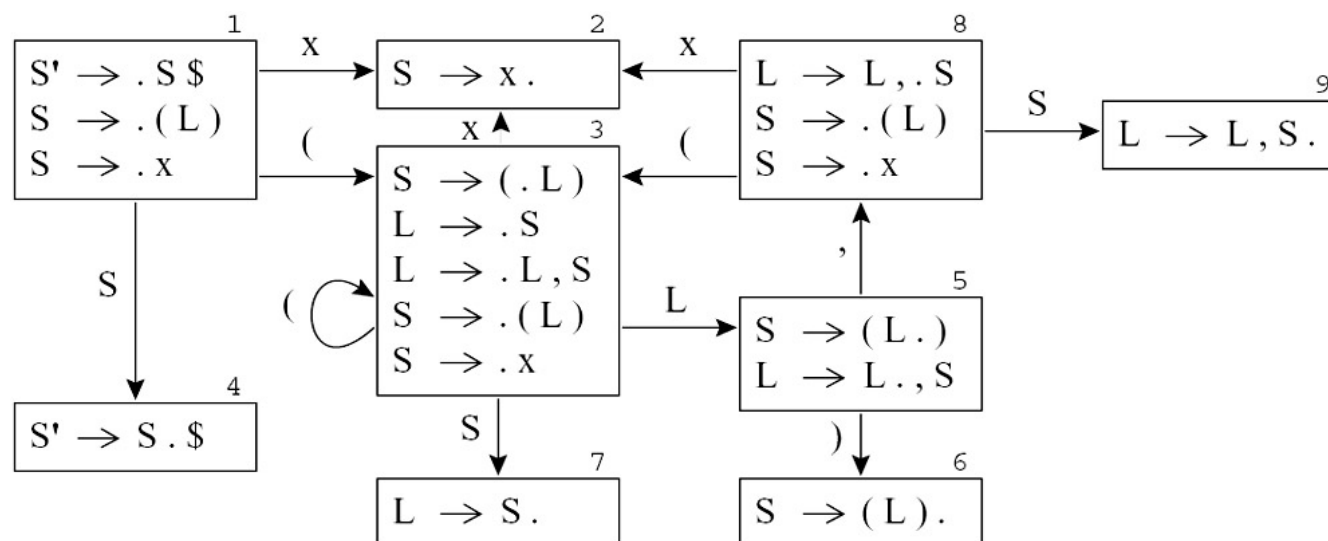 1
S' → . S $
S → . ( L )
S → . x
x
(
S
2
S → x .
x
3
S → ( . L )
L → . S
L → . L , S
S → . ( L )
S → . x
(
L
S
x
(
8
L → L , . S
S → . ( L )
S → . x
S
9
L → L , S .
,
5
S → ( L . )
L → L . , S
)
4
S' → S . $
7
L → S .
6
S → ( L ) .